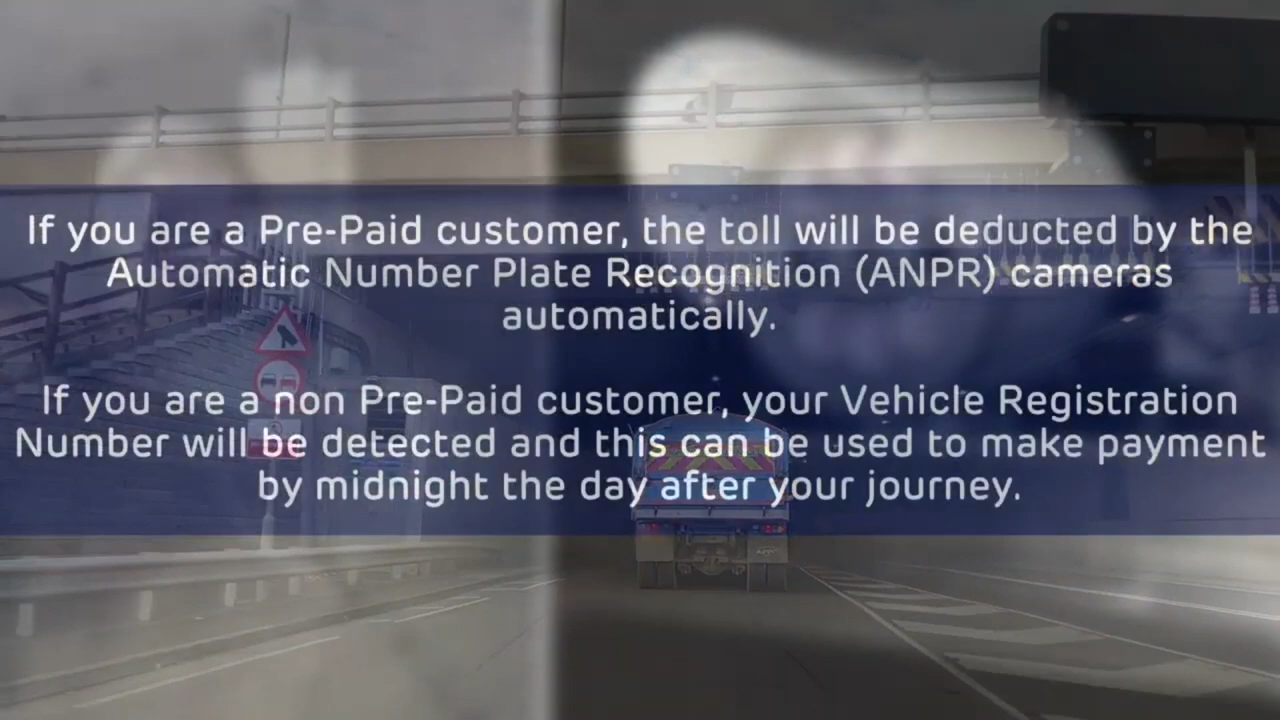 If you are a Pre-Paid customer, the toll will be deducted by the
Automatic Number Plate Recognition (ANPR) cameras
automatically.
If you are a non Pre-Paid customer, your Vehicle Registration
Number will be detected and this can be used to make payment
by midnight the day after your journey.